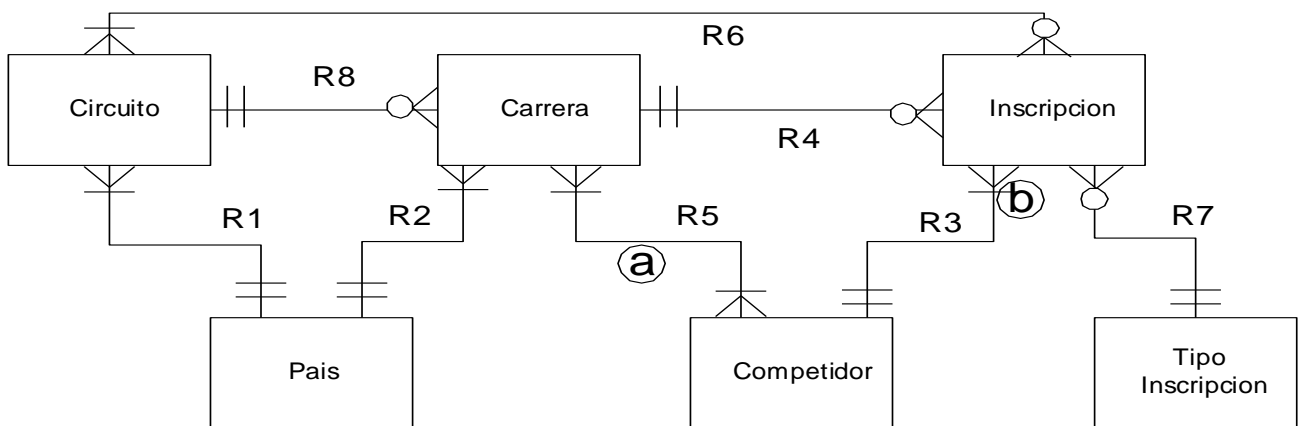 R6
R8
Circuito
Carrera
Inscripcion
R4
b
R1
R2
R5
R3
R7
a
Pais
Competidor
Tipo
Inscripcion